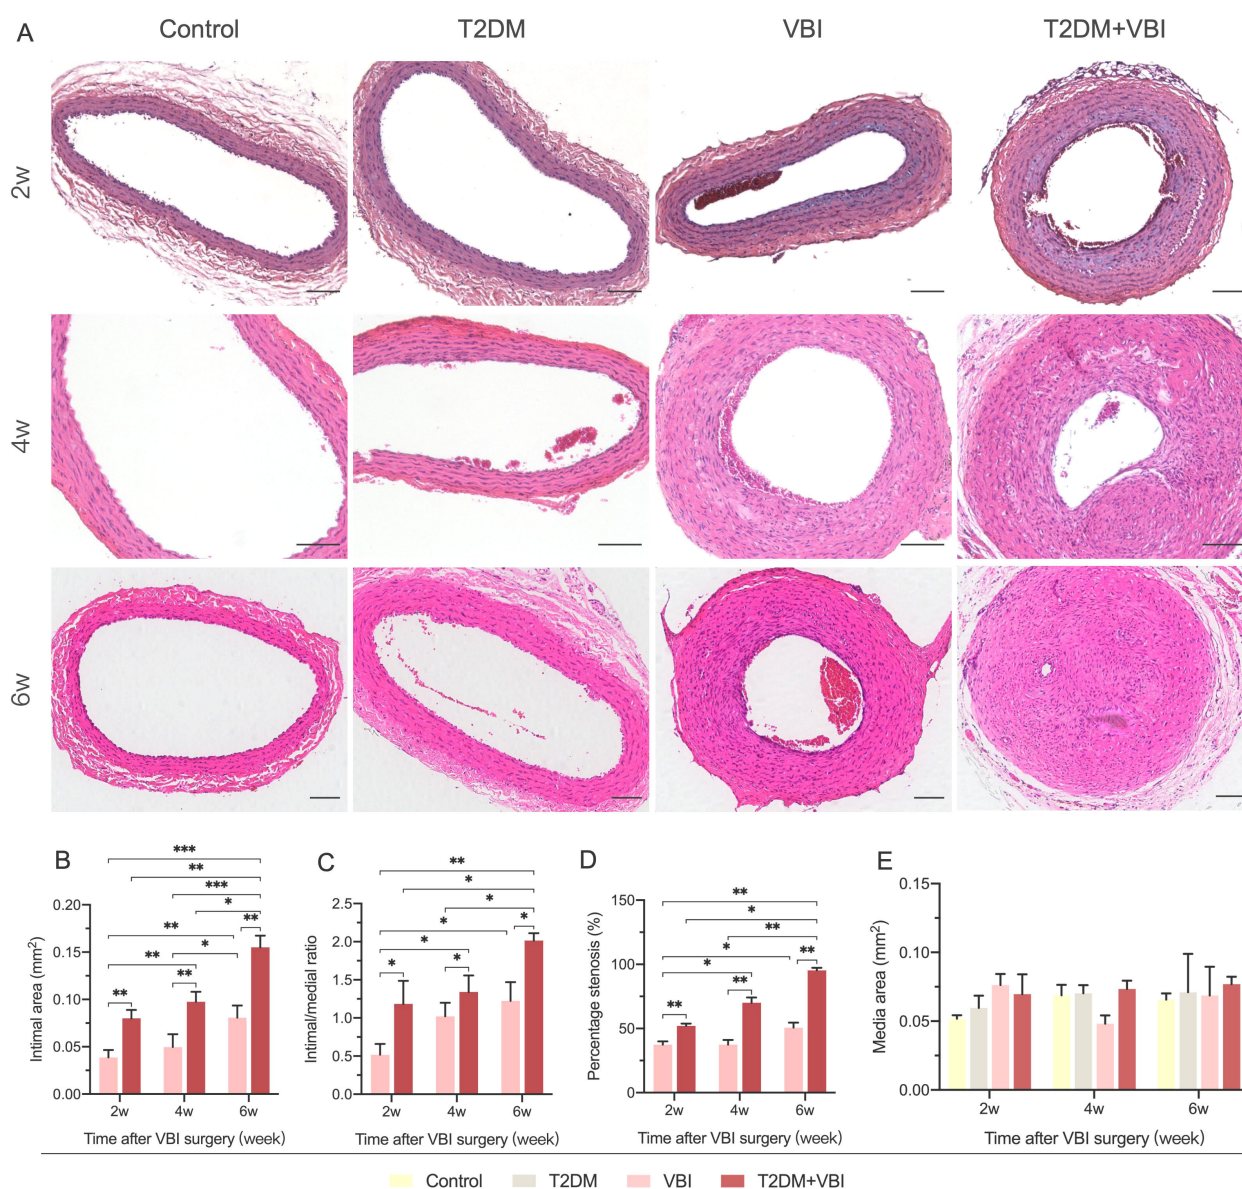 A
Control
T2DM
VBI
T2DM+VBI
2w
4w
6w
B
***
**
***
*
**
**
*
**
**
**
Intimal area (mm²)
0.20
0.15
0.10
0.05
0.00
2w
4w
6w
Time after VBI surgery (week)
C
**
*
*
*
*
*
*
*
Intimal/medial ratio
2.5
2.0
1.5
1.0
0.5
0.0
2w
4w
6w
Time after VBI surgery (week)
D
**
*
**
*
**
*
**
**
Percentage stenosis (%)
150
100
50
0
2w
4w
6w
Time after VBI surgery (week)
E
Media area (mm²)
0.15
0.10
0.05
0.00
2w
4w
6w
Time after VBI surgery (week)
Control
T2DM
VBI
T2DM+VBI